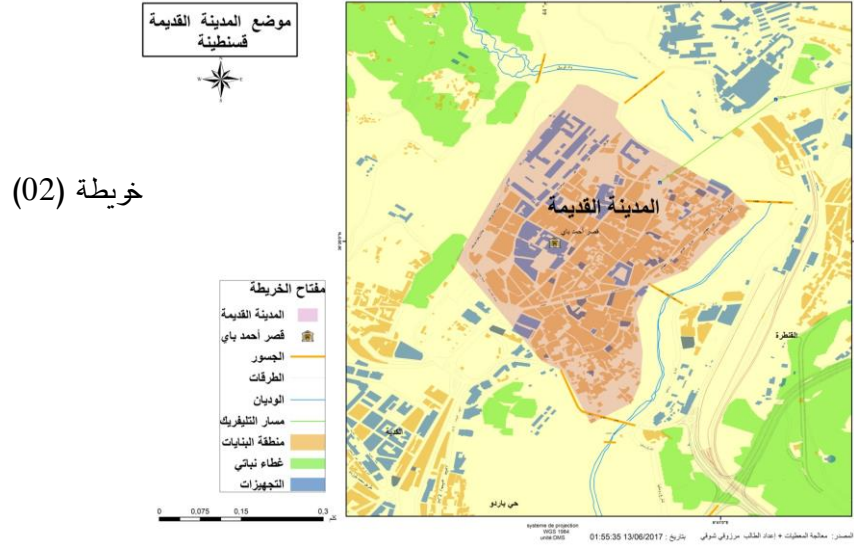 موضع المدينة القديمة
قسنطينة
خريطة (02)
المدينة القديمة
قصر أحمد باي
القنطرة
الكدية
حي باردو
مفتاح الخريطة
المدينة القديمة
قصر أحمد باي
الجسور
الطرقات
الوديان
مسار التليفريك
منطقة البنايات
غطاء نباتي
التجهيزات
0 0,075 0,15 0,3
systeme de projection
WGS 1984
unité DMS
بتاريخ : 13/06/2017 01:55:35
المصدر: معالجة المعطيات + إعداد الطالب مرزوقي شوقي